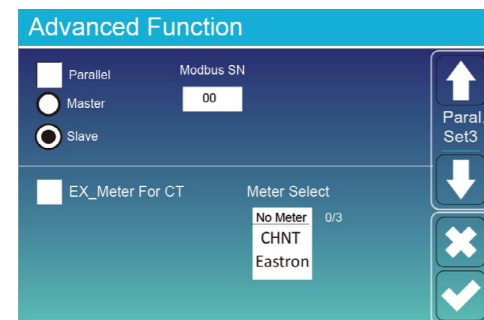 Advanced Function
Parallel
Modbus SN
Master
00
Slave
Paral.
Set3
EX_Meter For CT
Meter Select
No Meter 0/3
CHNT
Eastron